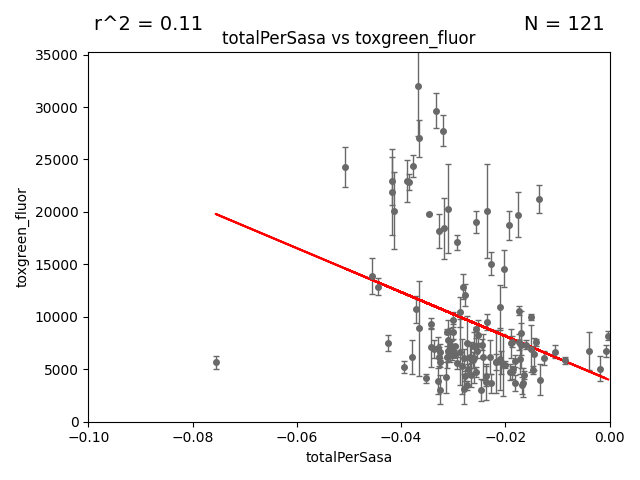 r^2 = 0.11
N = 121
totalPerSasa vs toxgreen_fluor
35000
30000
25000
20000
15000
10000
5000
0
toxgreen_fluor
−0.10
−0.08
−0.06
−0.04
−0.02
0.00
totalPerSasa